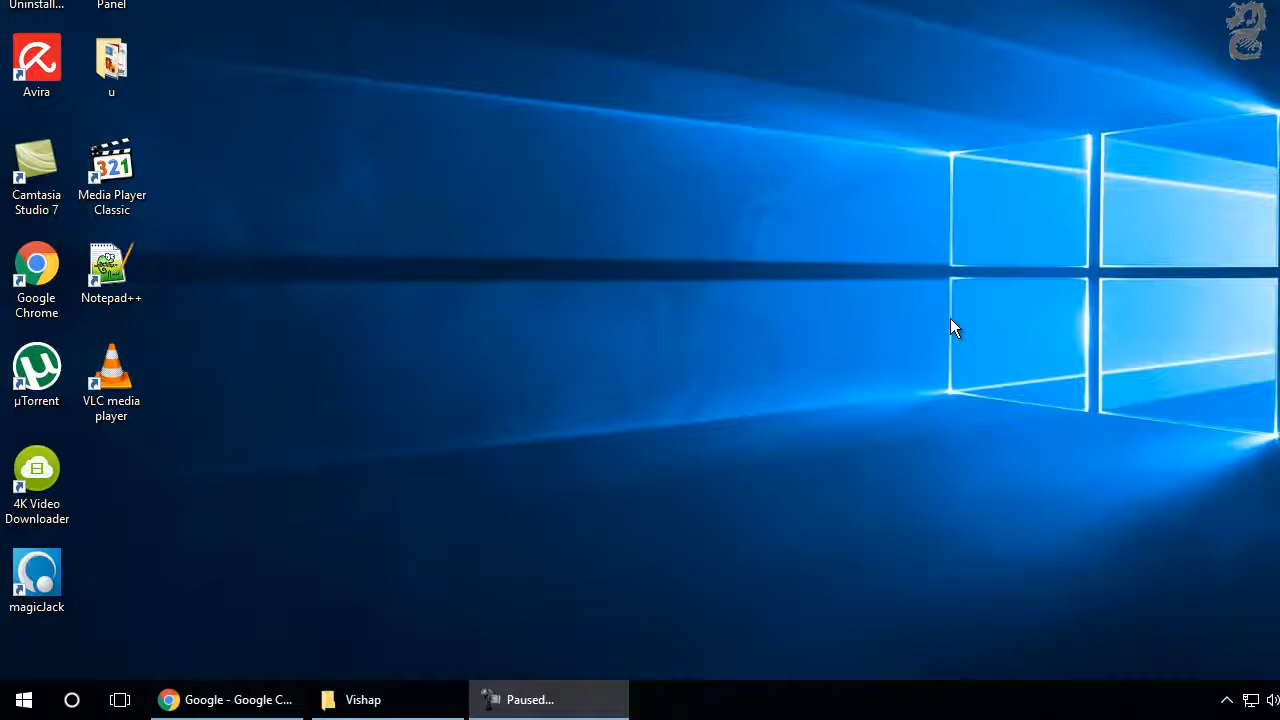 Uninstall...
Panel
Avira
u
Camtasia
Studio 7
Media Player
Classic
321
Google
Chrome
Notepad++
µTorrent
VLC media
player
4K Video
Downloader
magicJack
Google - Google C...
Vishap
Paused...